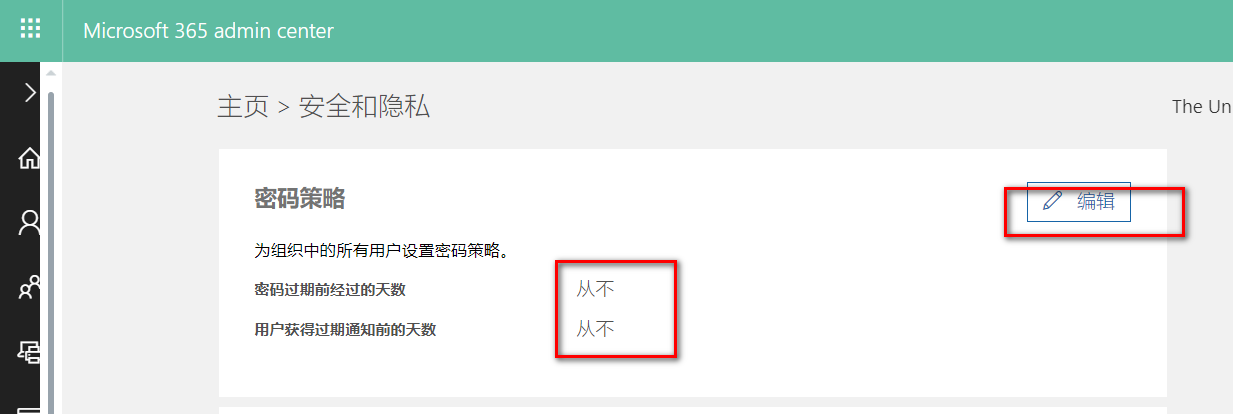 Microsoft 365 admin center
主页 > 安全和隐私
The Un
密码策略
编辑
为组织中的所有用户设置密码策略。
密码过期前经过的天数 从不
用户获得过期通知前的天数 从不